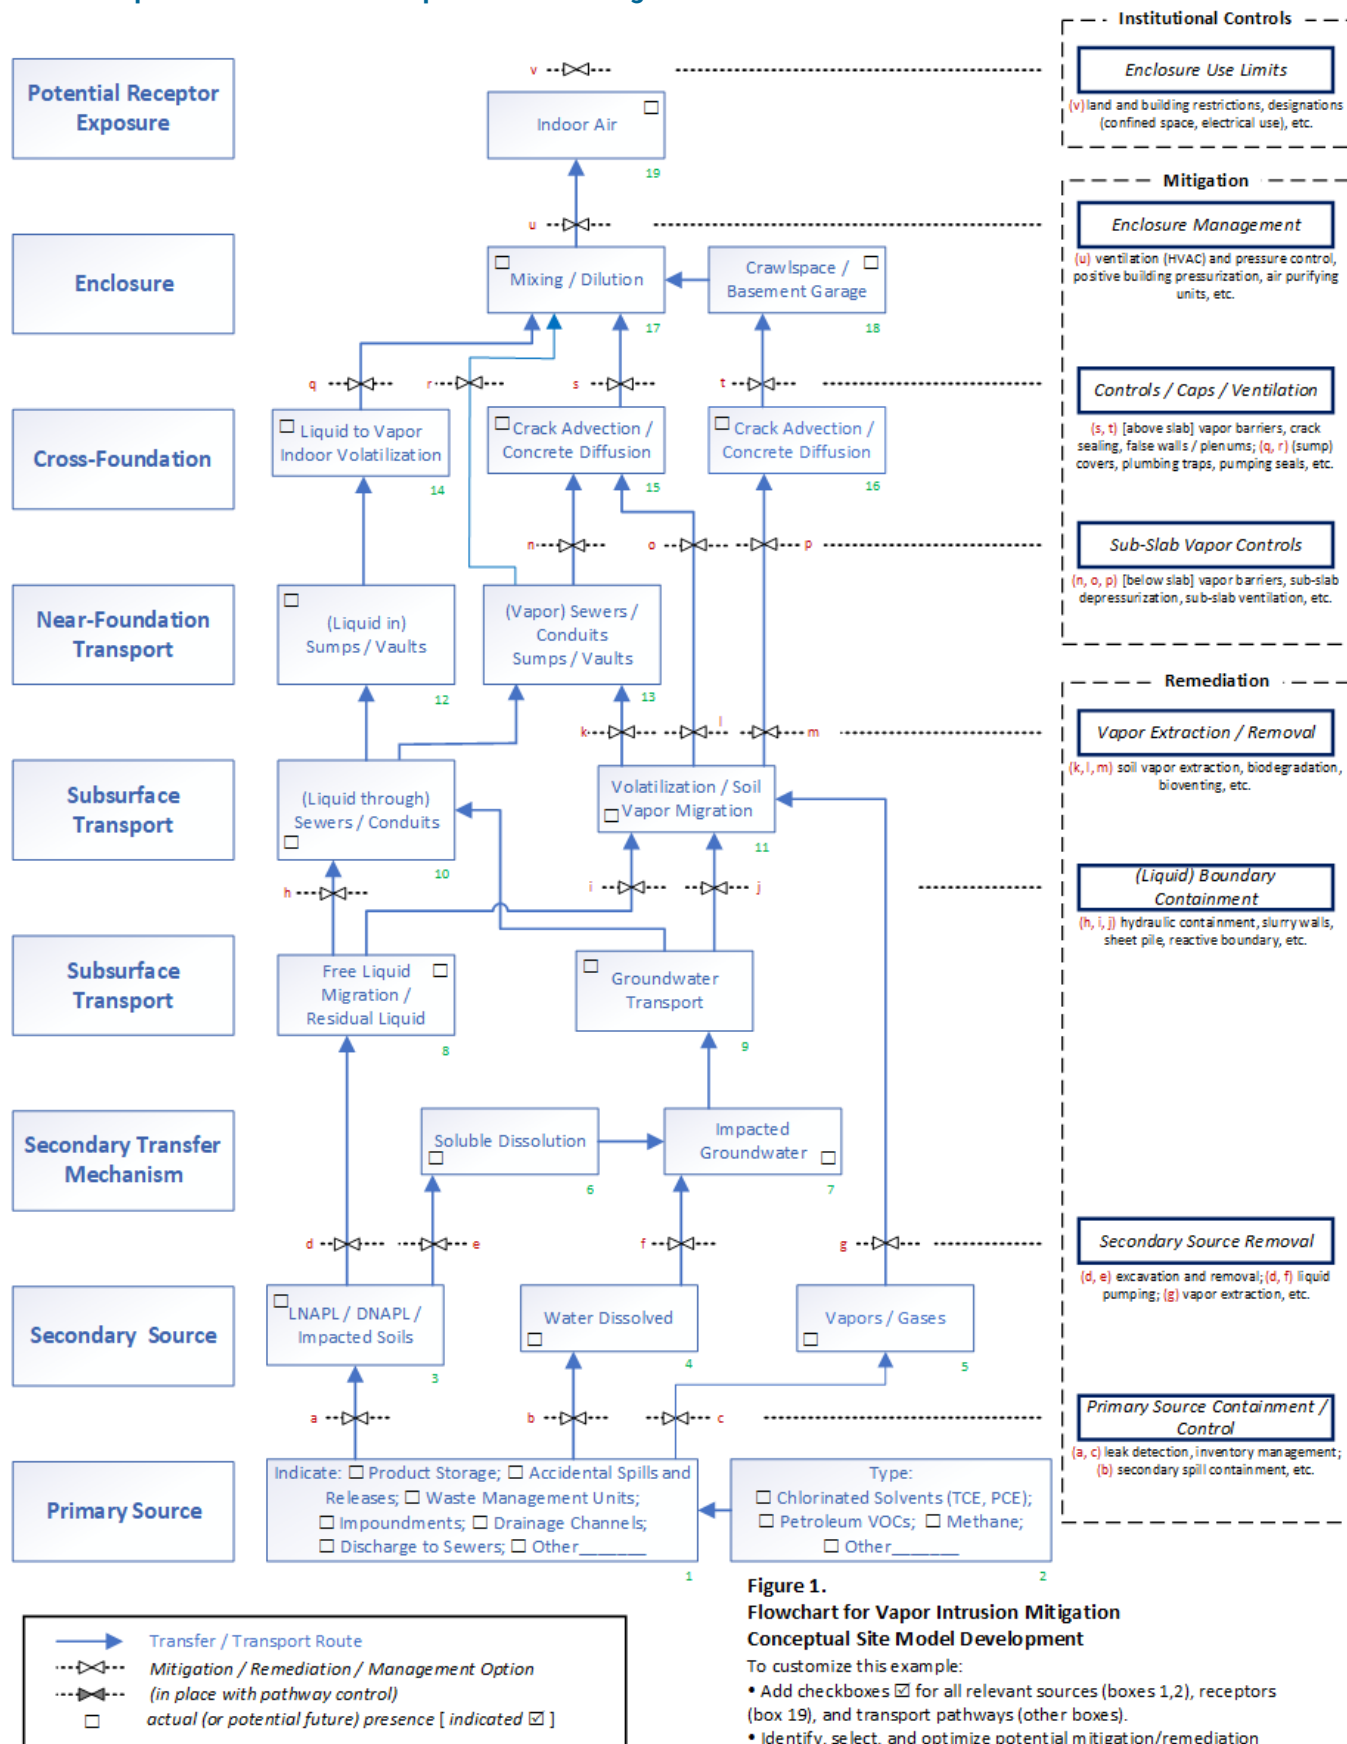 Institutional Controls
Potential Receptor
Exposure
v
Indoor Air
19
Enclosure Use Limits
(v) land and building restrictions, designations
(confined space, electrical use), etc.
Mitigation
u
Enclosure Management
(u) ventilation (HVAC) and pressure control,
positive building pressurization, air purifying
units, etc.
Enclosure
Mixing / Dilution
17
Crawlspace /
Basement Garage
18
q
r
s
t
Controls / Caps / Ventilation
(s, t) [above slab] vapor barriers, crack
sealing, false walls / plenums; (q, r) (sump)
covers, plumbing traps, pumping seals, etc.
Cross-Foundation
Liquid to Vapor
Indoor Volatilization
14
Crack Advection /
Concrete Diffusion
15
Crack Advection /
Concrete Diffusion
16
n
o
p
Sub-Slab Vapor Controls
(n, o, p) [below slab] vapor barriers, sub-slab
depressurization, sub-slab ventilation, etc.
Near-Foundation
Transport
(Liquid in)
Sumps / Vaults
12
(Vapor) Sewers /
Conduits
Sumps / Vaults
13
Remediation
k
l
m
Vapor Extraction / Removal
(k, l, m) soil vapor extraction, biodegradation,
bioventing, etc.
Subsurface
Transport
(Liquid through)
Sewers / Conduits
10
Volatilization / Soil
Vapor Migration
11
h
i
j
(Liquid) Boundary
Containment
(h, i, j) hydraulic containment, slurry walls,
sheet pile, reactive boundary, etc.
Subsurface
Transport
Free Liquid
Migration /
Residual Liquid
8
Groundwater
Transport
9
Secondary Transfer
Mechanism
Soluble Dissolution
6
Impacted
Groundwater
7
d
e
f
g
Secondary Source Removal
(d, e) excavation and removal; (d, f) liquid
pumping; (g) vapor extraction, etc.
Secondary Source
LNAPL / DNAPL /
Impacted Soils
3
Water Dissolved
4
Vapors / Gases
5
a
b
c
Primary Source Containment /
Control
(a, c) leak detection, inventory management;
(b) secondary spill containment, etc.
Primary Source
Indicate: ☐ Product Storage; ☐ Accidental Spills and
Releases; ☐ Waste Management Units;
☐ Impoundments; ☐ Drainage Channels;
☐ Discharge to Sewers; ☐ Other_______
1
Type:
☐ Chlorinated Solvents (TCE, PCE);
☐ Petroleum VOCs; ☐ Methane;
☐ Other_______
2
Transfer / Transport Route
Mitigation / Remediation / Management Option
(in place with pathway control)
☐ actual (or potential future) presence [ indicated ☑ ]
Figure 1.
Flowchart for Vapor Intrusion Mitigation
Conceptual Site Model Development
To customize this example:
• Add checkboxes ☑ for all relevant sources (boxes 1,2), receptors
(box 19), and transport pathways (other boxes).
• Identify, select, and optimize potential mitigation/remediation